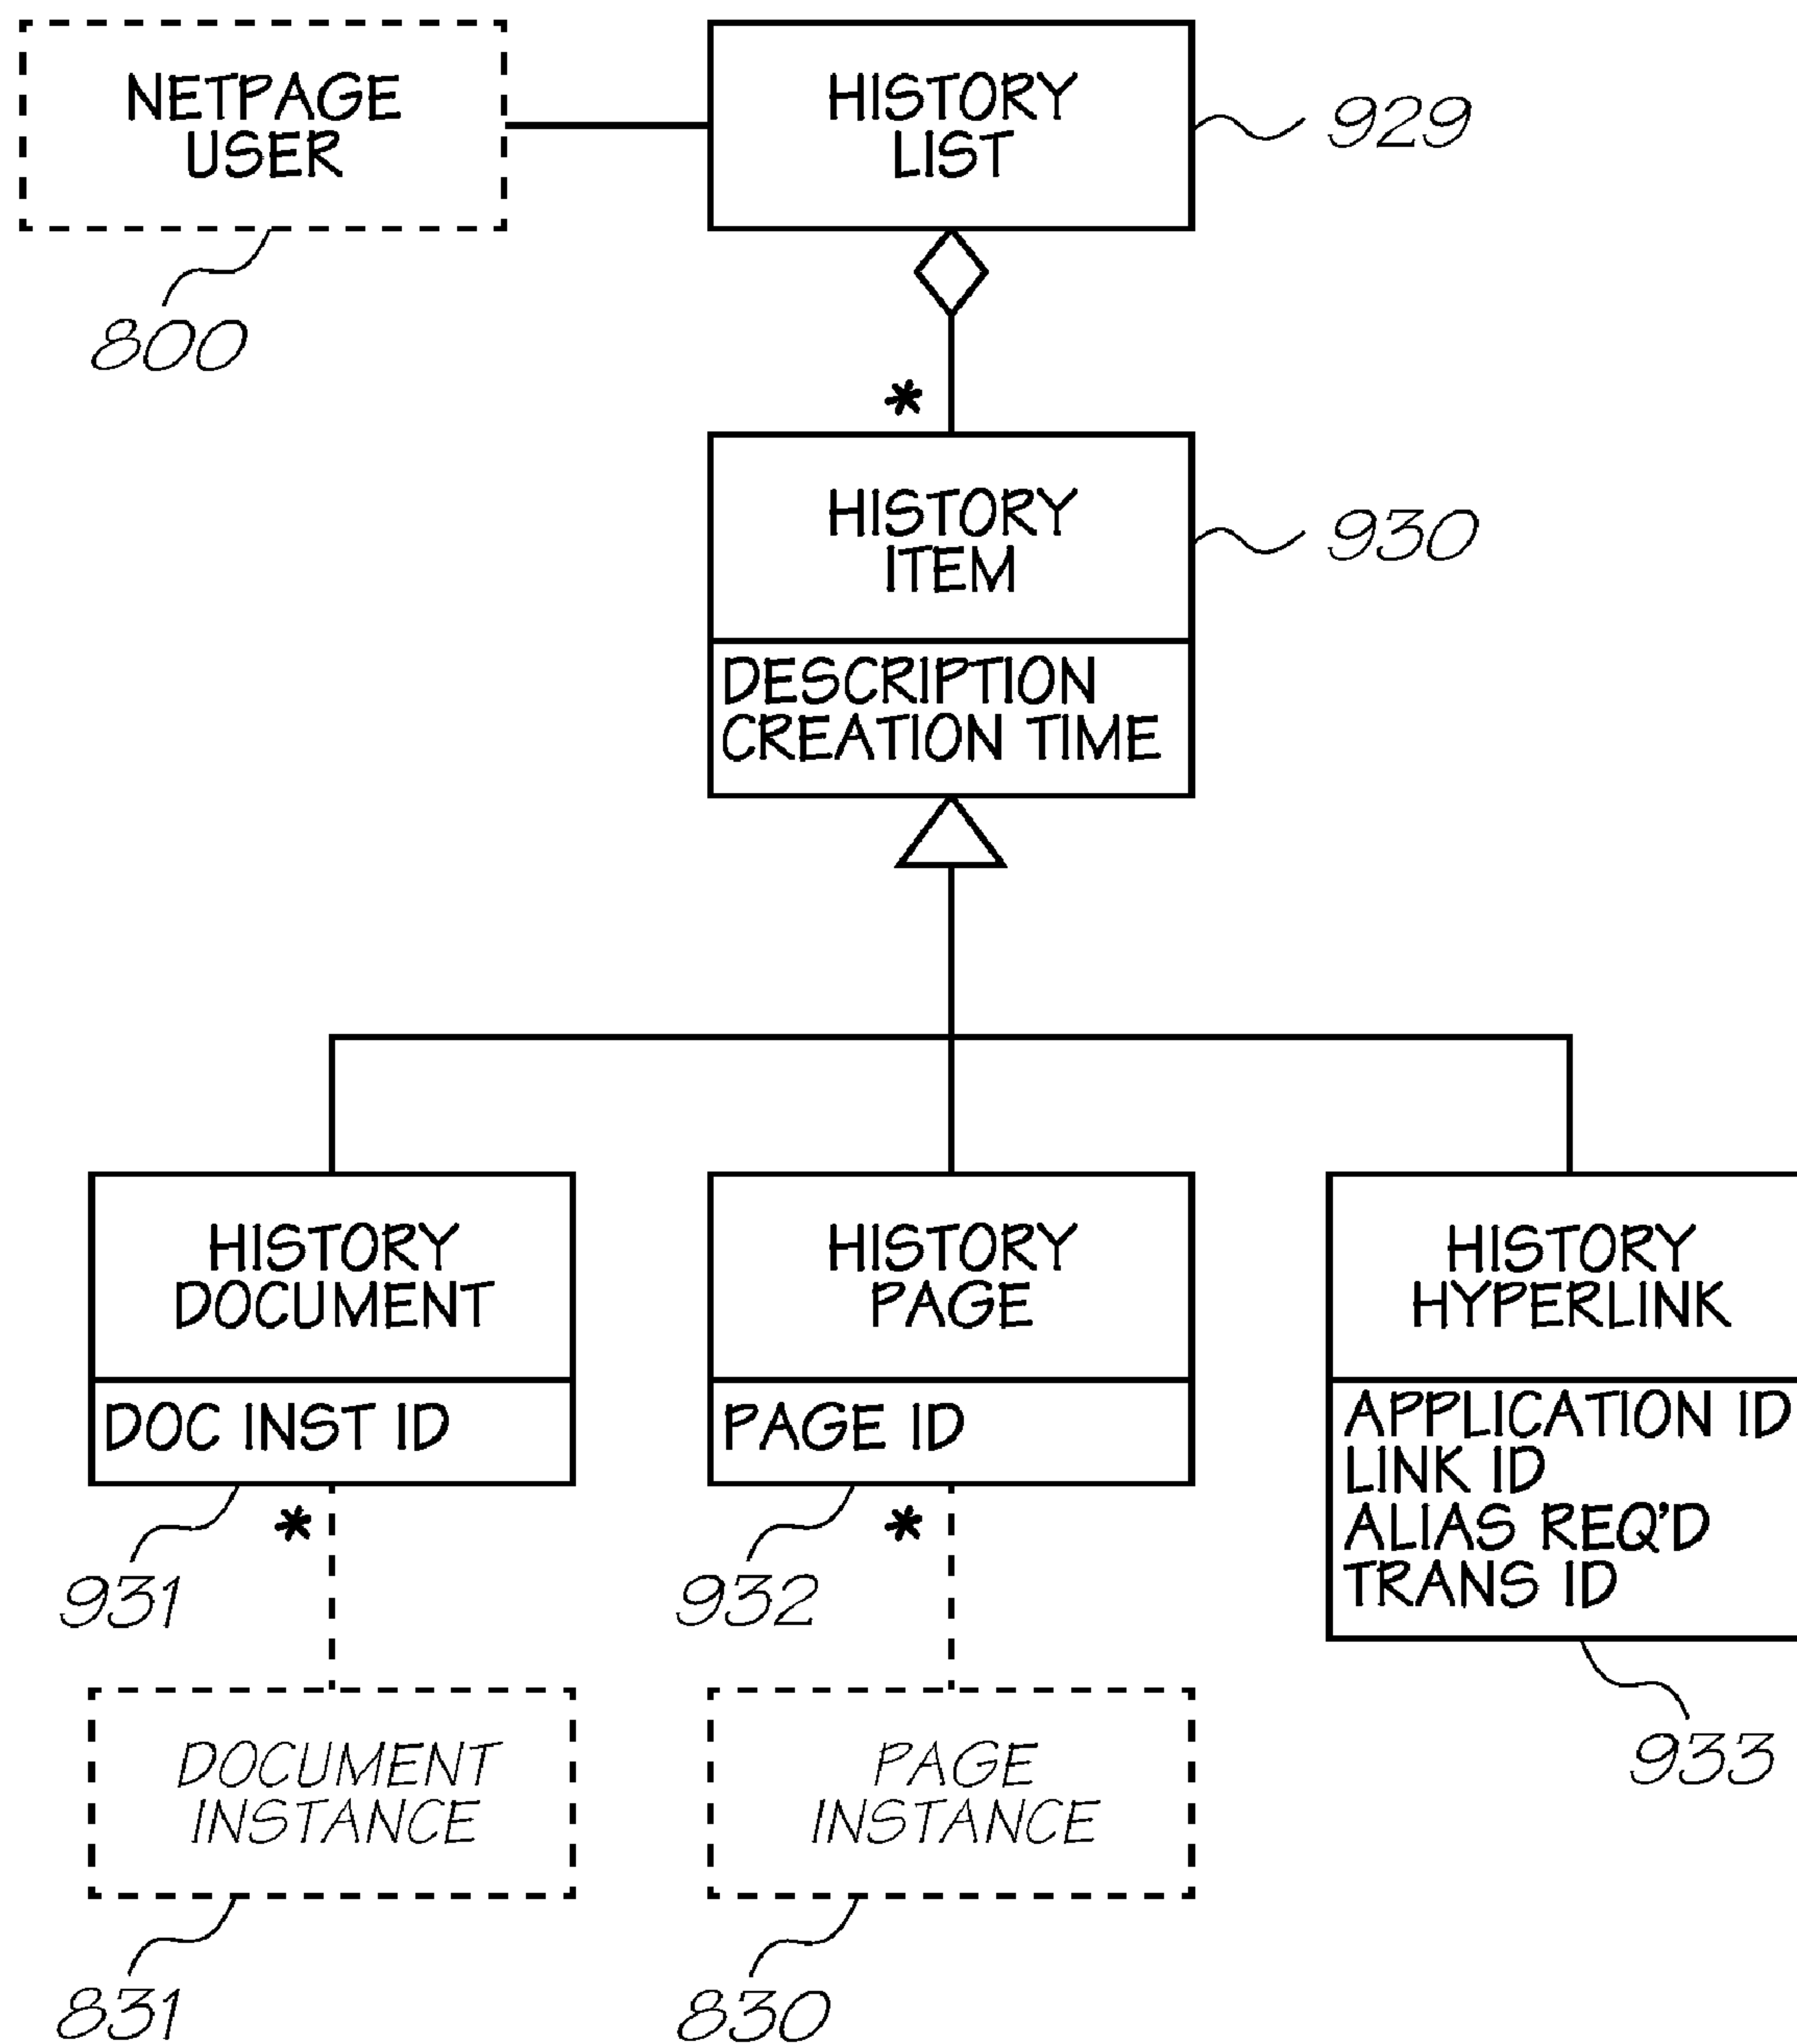 NETPAGE
USER
HISTORY
LIST
929
800
*
HISTORY
ITEM
930
DESCRIPTION
CREATION TIME
HISTORY
DOCUMENT
HISTORY
PAGE
HISTORY
HYPERLINK
DOC INST ID
PAGE ID
APPLICATION ID
LINK ID
ALIAS REQ'D
TRANS ID
*
*
931
932
933
DOCUMENT
INSTANCE
PAGE
INSTANCE
831
830